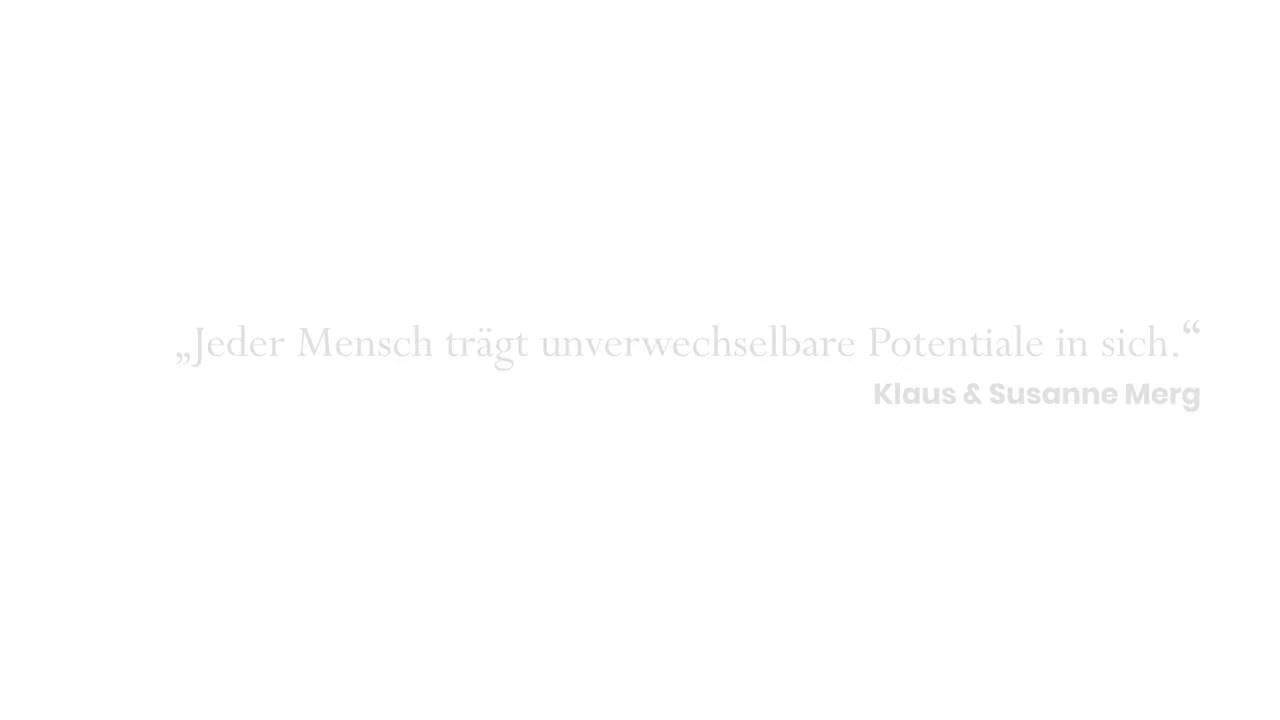 „Jeder Mensch trägt unverwechselbare Potentiale in sich.“
Klaus & Susanne Merg